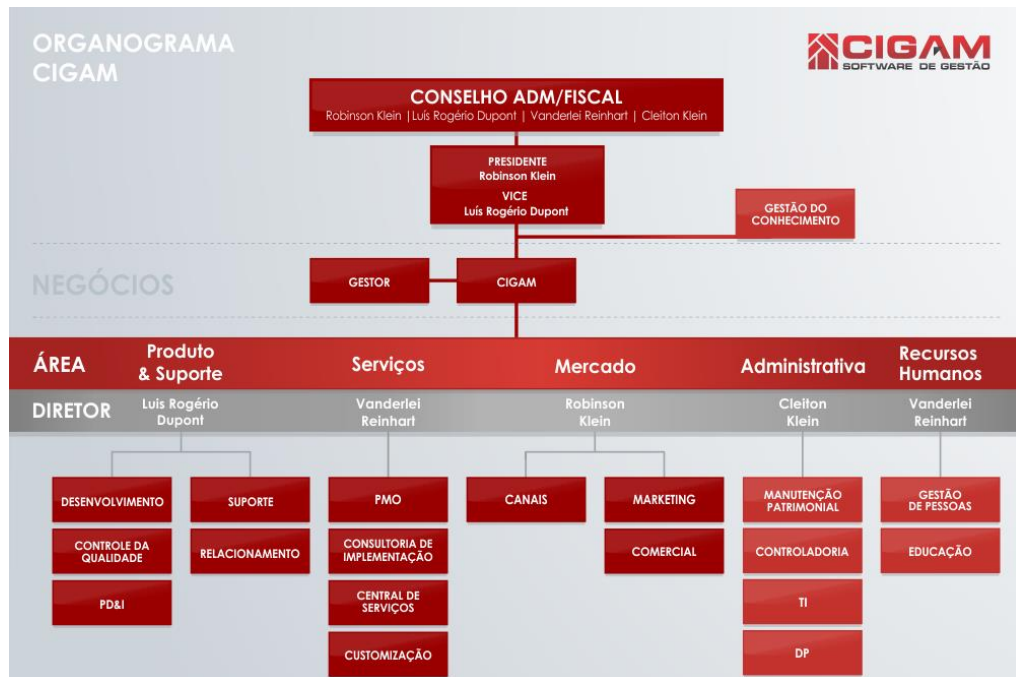 ORGANOGRAMA
CIGAM
CIGAM
SOFTWARE DE GESTÃO
CONSELHO ADM/FISCAL
Robinson Klein |Luís Rogério Dupont | Vanderlei Reinhart | Cleiton Klein
PRESIDENTE
Robinson Klein
VICE
Luís Rogério Dupont
GESTÃO DO
CONHECIMENTO
NEGÓCIOS
GESTOR
CIGAM
ÁREA
Produto
& Suporte
Serviços
Mercado
Administrativa
Recursos
Humanos
DIRETOR
Luis Rogério
Dupont
Vanderlei
Reinhart
Robinson
Klein
Cleiton
Klein
Vanderlei
Reinhart
DESENVOLVIMENTO
SUPORTE
PMO
CANAIS
MARKETING
MANUTENÇÃO
PATRIMONIAL
GESTÃO
DE PESSOAS
CONTROLE DA
QUALIDADE
RELACIONAMENTO
CONSULTORIA DE
IMPLEMENTAÇÃO
COMERCIAL
CONTROLADORIA
EDUCAÇÃO
PD&I
CENTRAL DE
SERVIÇOS
TI
CUSTOMIZAÇÃO
DP